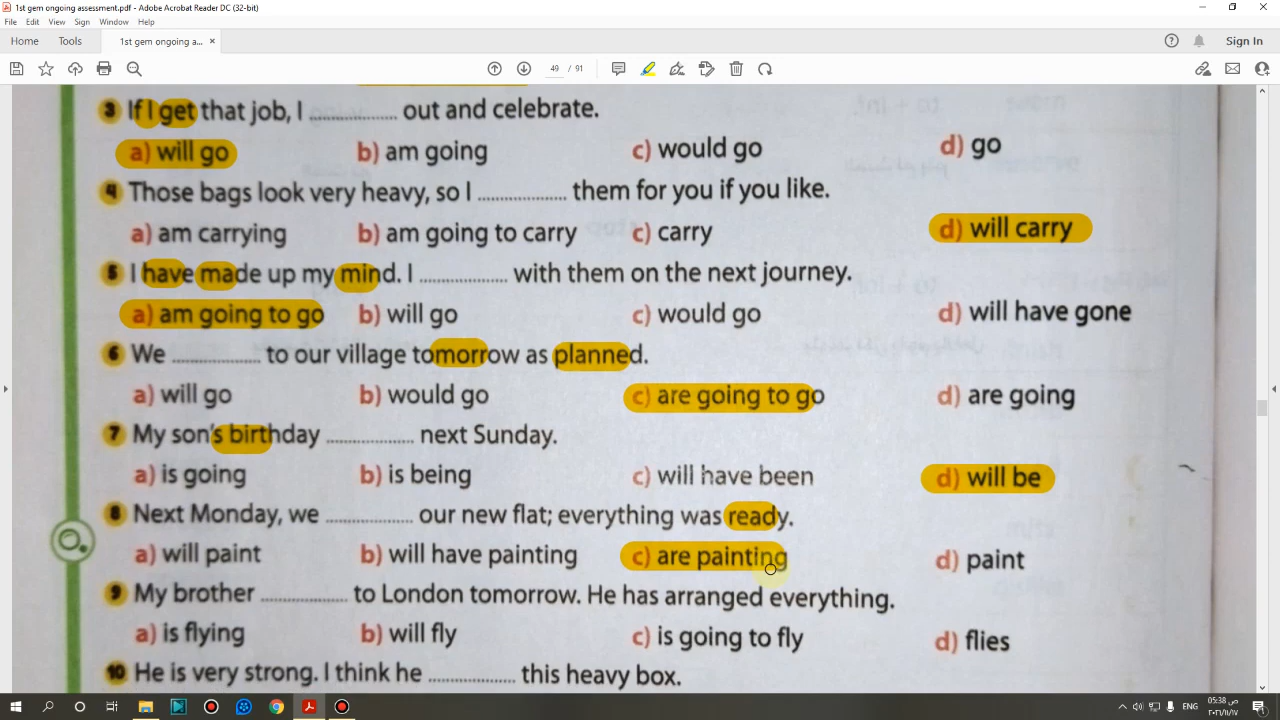 1st gem ongoing assessment.pdf - Adobe Acrobat Reader DC (32-bit)
File Edit View Sign Window Help
Home Tools 1st gem ongoing a... ×
49 / 91
Sign In
3 If I get that job, I .................. out and celebrate.
a) will go b) am going c) would go d) go
4 Those bags look very heavy, so I .................. them for you if you like.
a) am carrying b) am going to carry c) carry d) will carry
5 I have made up my mind. I .................. with them on the next journey.
a) am going to go b) will go c) would go d) will have gone
6 We .................. to our village tomorrow as planned.
a) will go b) would go c) are going to go d) are going
7 My son's birthday .................. next Sunday.
a) is going b) is being c) will have been d) will be
8 Next Monday, we .................. our new flat; everything was ready.
a) will paint b) will have painting c) are painting d) paint
9 My brother .................. to London tomorrow. He has arranged everything.
a) is flying b) will fly c) is going to fly d) flies
10 He is very strong. I think he .................. this heavy box.
ENG
05:38 ص